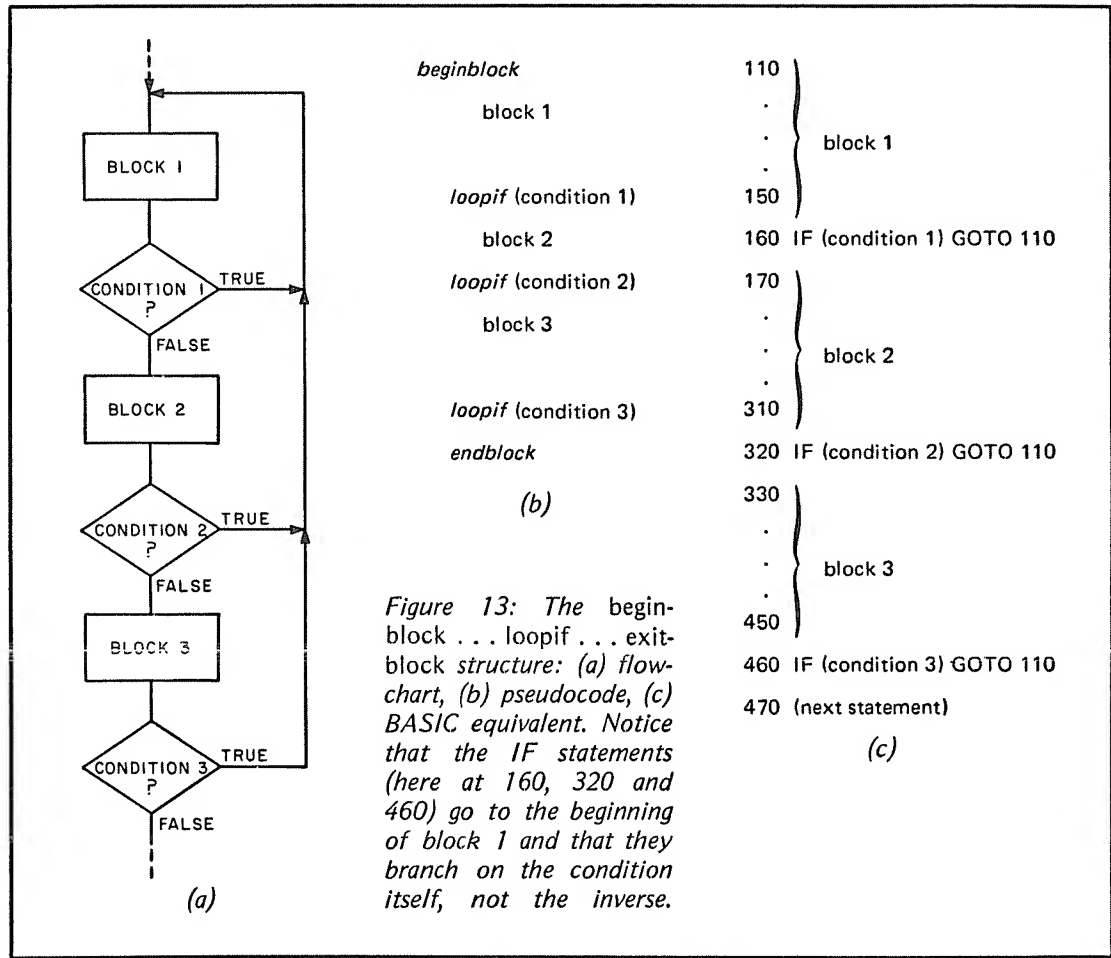 BLOCK 1
CONDITION 1
?
TRUE
FALSE
BLOCK 2
CONDITION 2
?
TRUE
FALSE
BLOCK 3
CONDITION 3
?
TRUE
FALSE
(a)
beginblock
block 1
loopif (condition 1)
block 2
loopif (condition 2)
block 3
loopif (condition 3)
endblock
(b)
110
.
.
.
150
block 1
160 IF (condition 1) GOTO 110
170
.
.
.
310
block 2
320 IF (condition 2) GOTO 110
330
.
.
.
450
block 3
460 IF (condition 3) GOTO 110
470 (next statement)
(c)
Figure 13: The begin-
block . . . loopif . . . exit-
block structure: (a) flow-
chart, (b) pseudocode, (c)
BASIC equivalent. Notice
that the IF statements
(here at 160, 320 and
460) go to the beginning
of block 1 and that they
branch on the condition
itself, not the inverse.